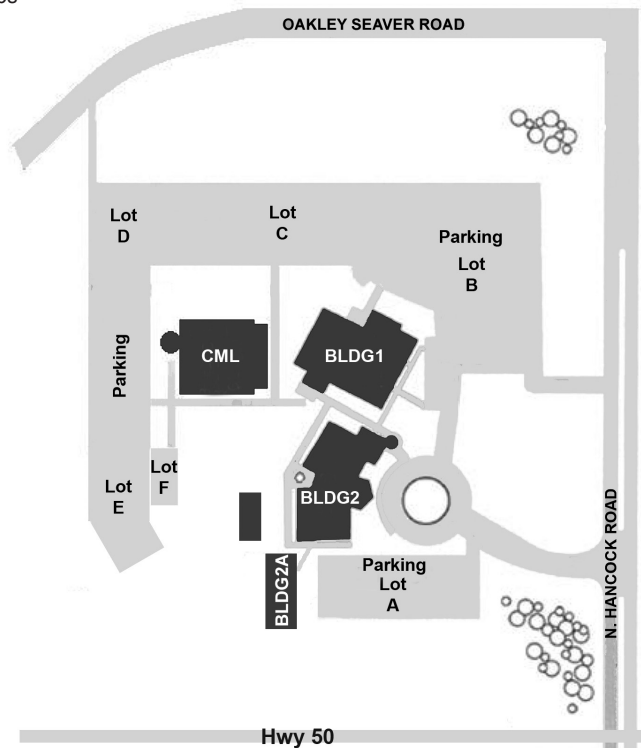 OAKLEY SEAVER ROAD
Lot
D
Lot
C
Parking
Lot
B
CML
BLDG1
Parking
Lot
F
Lot
E
BLDG2
BLDG2A
Parking
Lot
A
N. HANCOCK ROAD
Hwy 50